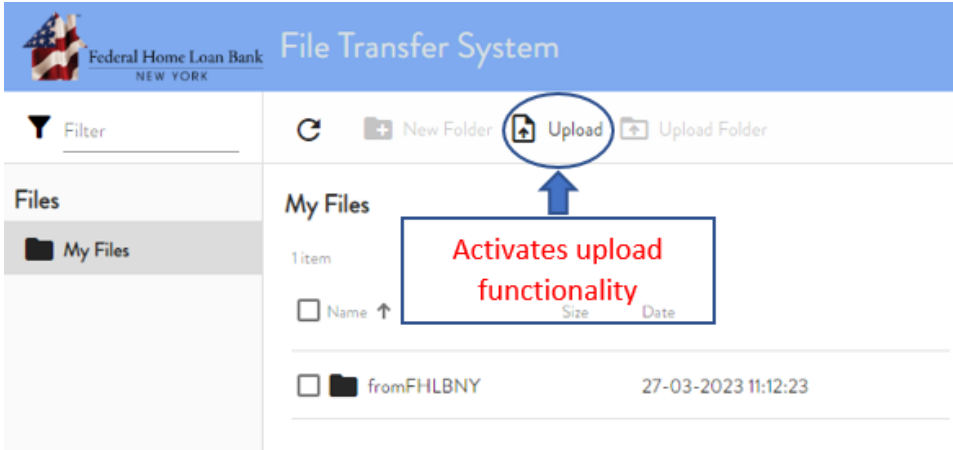 Federal Home Loan Bank
NEW YORK
File Transfer System
Filter
New Folder
Upload
Upload Folder
Files
My Files
My Files
1 item
Activates upload
functionality
Name
Size
Date
fromFHLBNY
27-03-2023 11:12:23